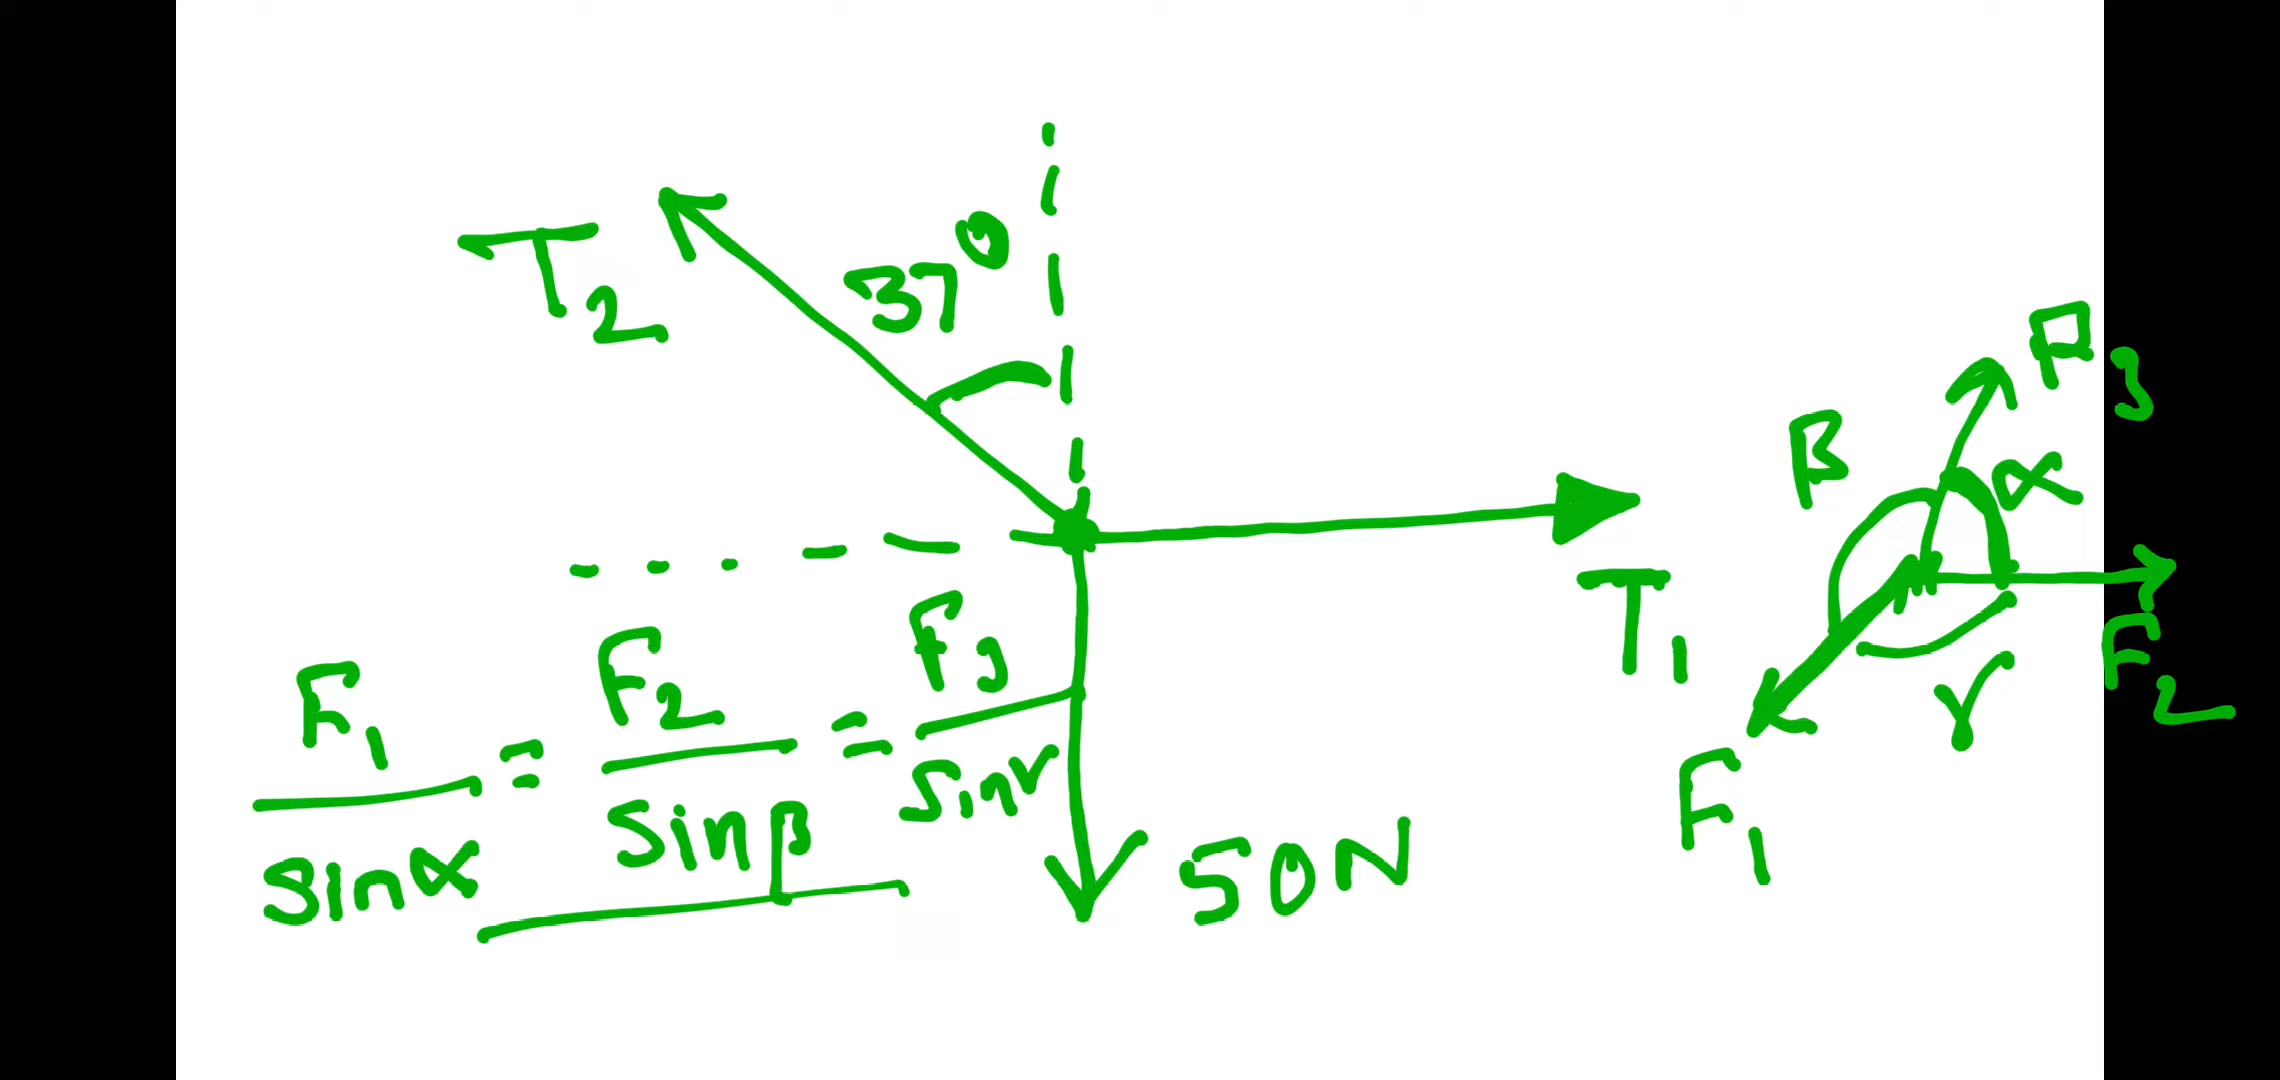 T2
37°
T1
50N
F1/sinα = F2/sinβ = F3/sinγ
F3
β
α
F2
γ
F1